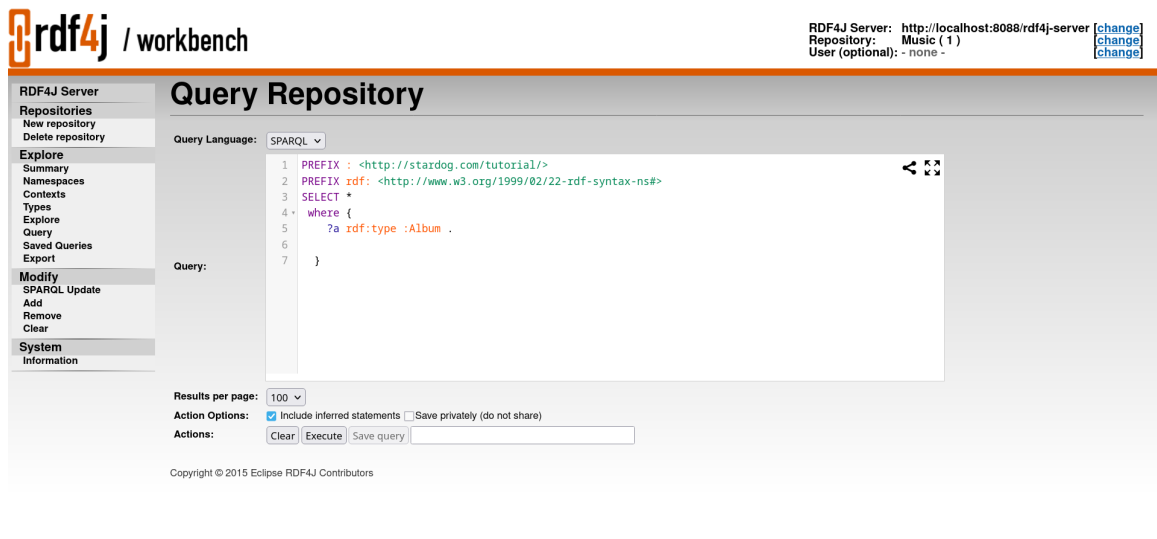 rdf4j / workbench
RDF4J Server: http://localhost:8088/rdf4j-server [change]
Repository: Music ( 1 ) [change]
User (optional): - none - [change]
RDF4J Server
Repositories
New repository
Delete repository
Explore
Summary
Namespaces
Contexts
Types
Explore
Query
Saved Queries
Export
Modify
SPARQL Update
Add
Remove
Clear
System
Information
Query Repository
Query Language: SPARQL
Query:
1 PREFIX : <http://stardog.com/tutorial/>
2 PREFIX rdf: <http://www.w3.org/1999/02/22-rdf-syntax-ns#>
3 SELECT *
4 where {
5 ?a rdf:type :Album .
6
7 }
Results per page: 100
Action Options: Include inferred statements Save privately (do not share)
Actions: Clear Execute Save query
Copyright © 2015 Eclipse RDF4J Contributors